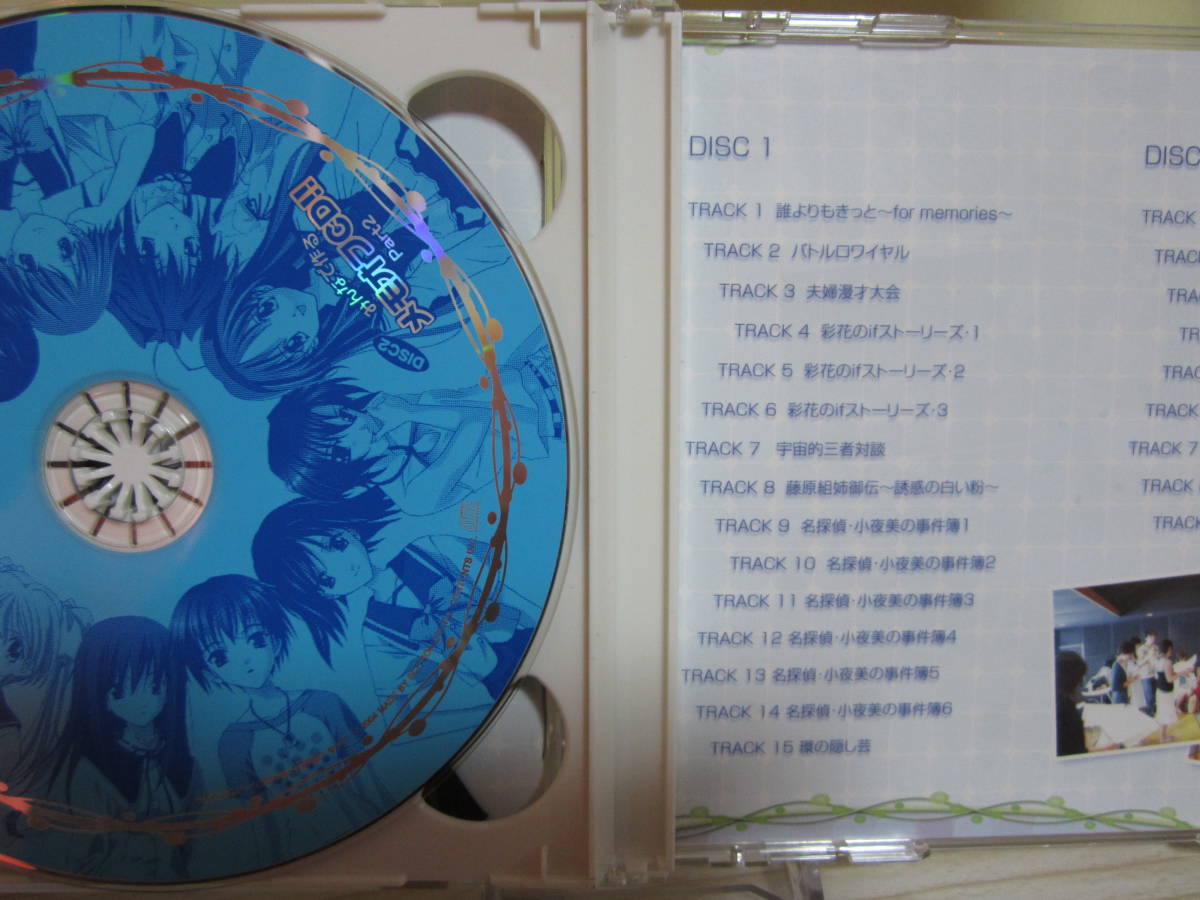 みんなで作る
メモオフCD!!
Part2
DISC2
DISC 1
TRACK 1 誰よりもきっと～for memories～
TRACK 2 バトルロワイヤル
TRACK 3 夫婦漫才大会
TRACK 4 彩花のifストーリーズ・1
TRACK 5 彩花のifストーリーズ・2
TRACK 6 彩花のifストーリーズ・3
TRACK 7 宇宙的三者対談
TRACK 8 藤原組姉御伝～誘惑の白い粉～
TRACK 9 名探偵・小夜美の事件簿1
TRACK 10 名探偵・小夜美の事件簿2
TRACK 11 名探偵・小夜美の事件簿3
TRACK 12 名探偵・小夜美の事件簿4
TRACK 13 名探偵・小夜美の事件簿5
TRACK 14 名探偵・小夜美の事件簿6
TRACK 15 璨の隠し芸
DISC
TRACK
TRACK
TRA
TR
TRAC
TRACK
TRACK 7
TRACK
TRACK